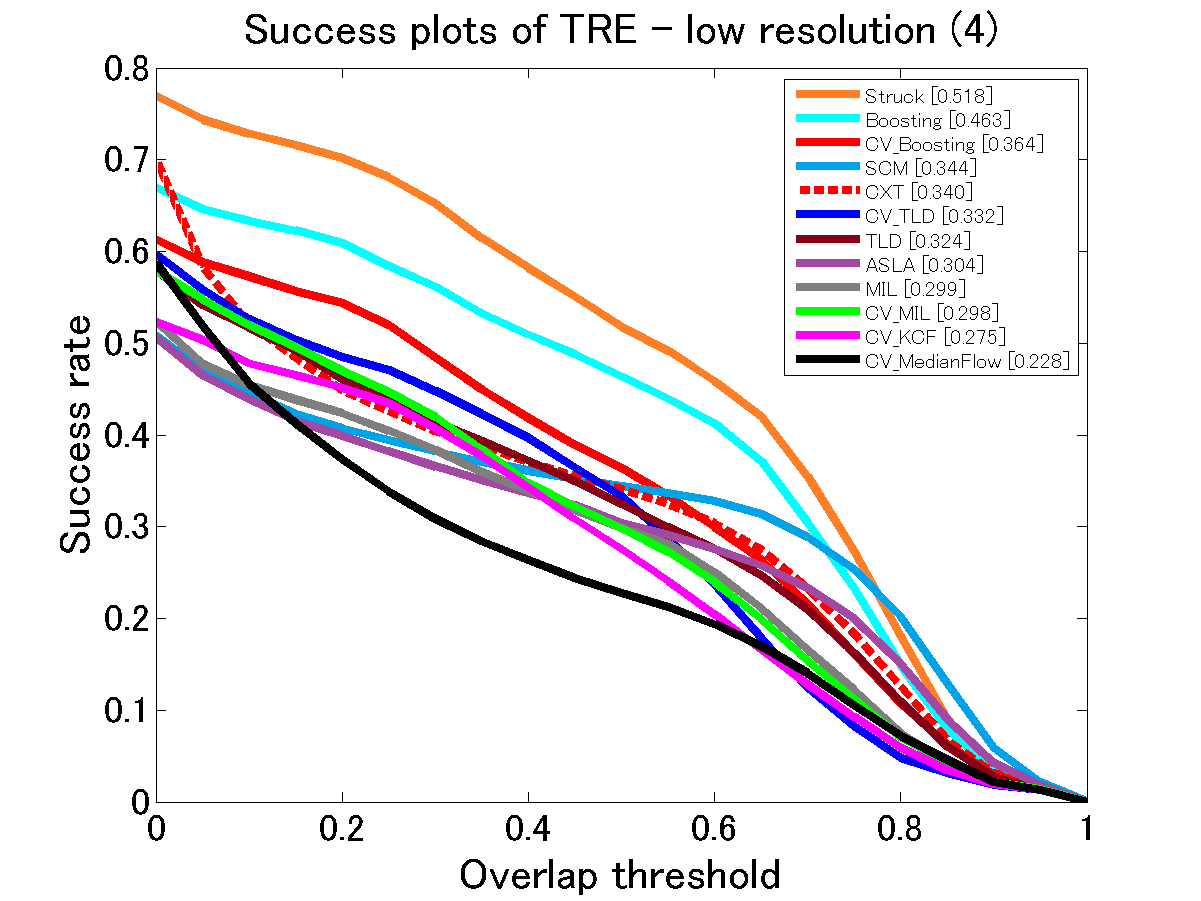 Success plots of TRE - low resolution (4)
0.8
0.7
0.6
0.5
0.4
0.3
0.2
0.1
0
Success rate
Struck [0.518]
Boosting [0.463]
CV_Boosting [0.364]
SCM [0.344]
CXT [0.340]
CV_TLD [0.332]
TLD [0.324]
ASLA [0.304]
MIL [0.299]
CV_MIL [0.298]
CV_KCF [0.275]
CV_MedianFlow [0.228]
0 0.2 0.4 0.6 0.8 1
Overlap threshold